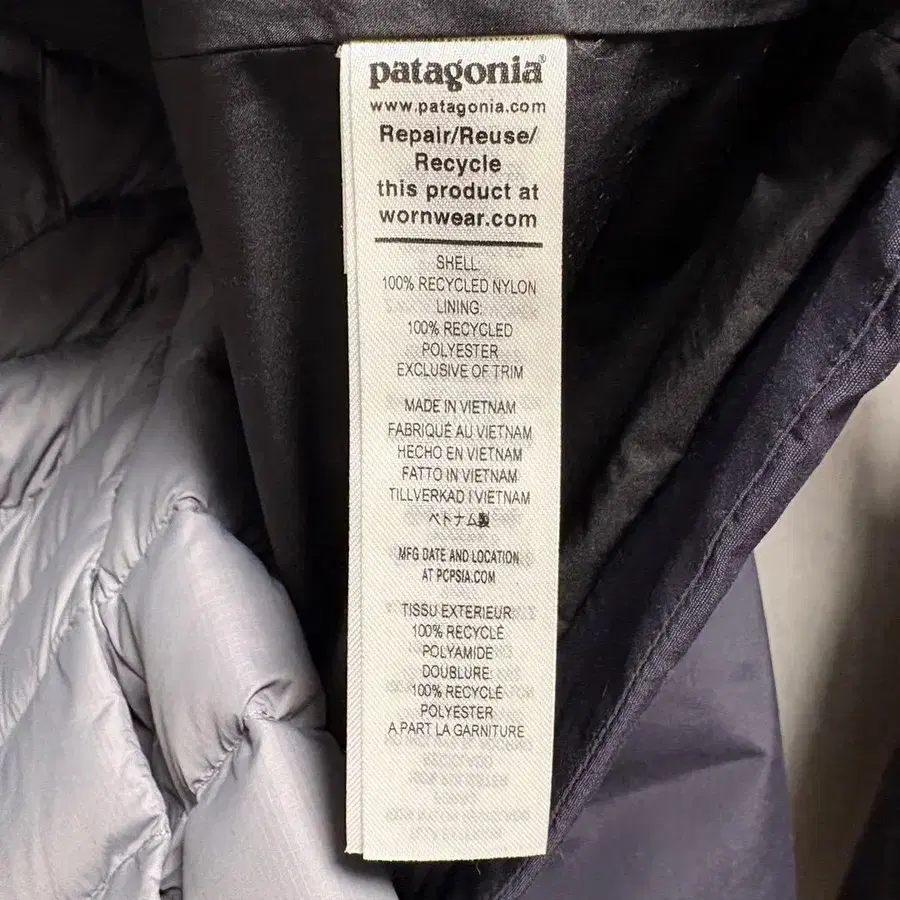 patagonia®
www.patagonia.com
Repair/Reuse/
Recycle
this product at
wornwear.com
SHELL:
100% RECYCLED NYLON
LINING:
100% RECYCLED
POLYESTER
EXCLUSIVE OF TRIM
MADE IN VIETNAM
FABRIQUÉ AU VIETNAM
HECHO EN VIETNAM
FATTO IN VIETNAM
TILLVERKAD I VIETNAM
ベトナム製
MFG DATE AND LOCATION
AT PCPSIA.COM
TISSU EXTERIEUR:
100% RECYCLÉ
POLYAMIDE
DOUBLURE:
100% RECYCLÉ
POLYESTER
A PART LA GARNITURE